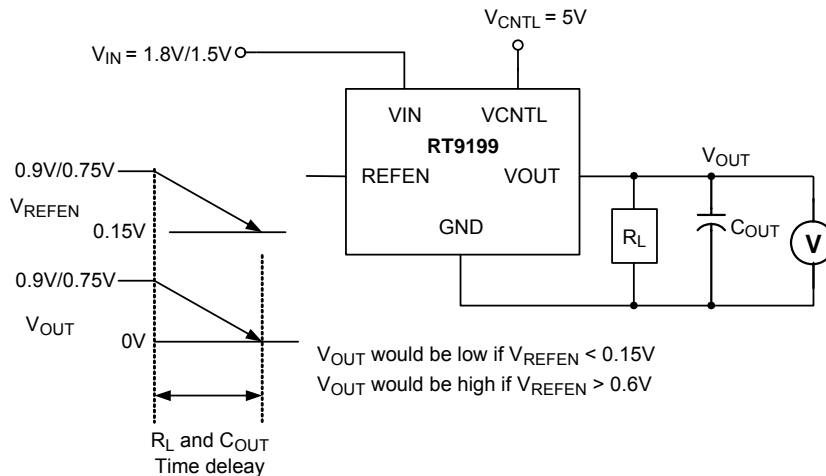 V_CNTL = 5V
V_IN = 1.8V/1.5V
VIN VCNTL
RT9199
0.9V/0.75V
REFEN VOUT
V_OUT
V_REFEN
0.15V
GND
R_L
C_OUT
V
0.9V/0.75V
V_OUT
0V
V_OUT would be low if V_REFEN < 0.15V
V_OUT would be high if V_REFEN > 0.6V
R_L and C_OUT
Time deleay